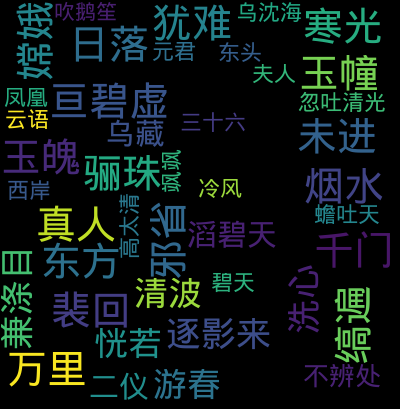 吹鹅笙
犹难
乌沈海
嫦娥
日落
寒光
元君
东头
夫人
玉幢
凤凰
亘碧虚
忽吐清光
云语
乌藏
三十六
未进
玉魄
骊珠
飒飒
西岸
冷风
烟水
真人
高太清
邪省
滔碧天
蟾吐天
千门
东方
兼涤目
清波
碧天
裴回
洗心
缟遍
恍若
逐影来
万里
二仪
游春
不辨处